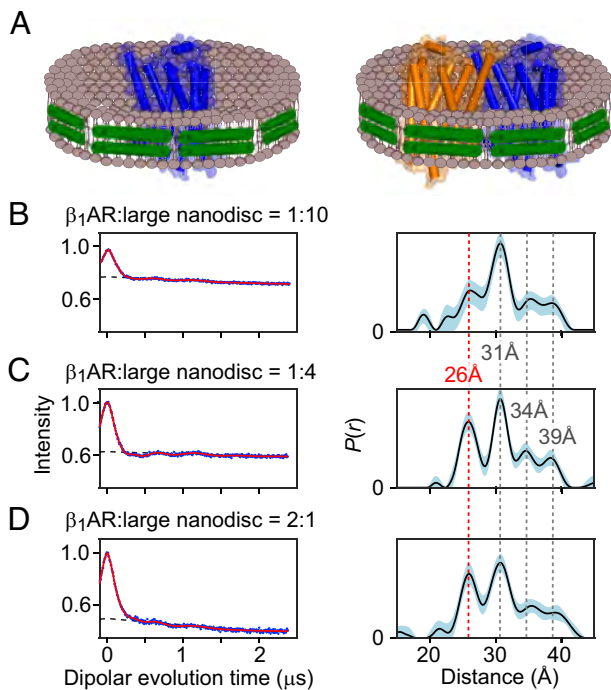 A
B
β₁AR:large nanodisc = 1:10
1.0
0.6
0
31Å
26Å
C
β₁AR:large nanodisc = 1:4
1.0
0.6
Intensity
P(r)
34Å
39Å
0
D
β₁AR:large nanodisc = 2:1
1.0
0.6
0
0 1 2
Dipolar evolution time (μs)
20 30 40
Distance (Å)